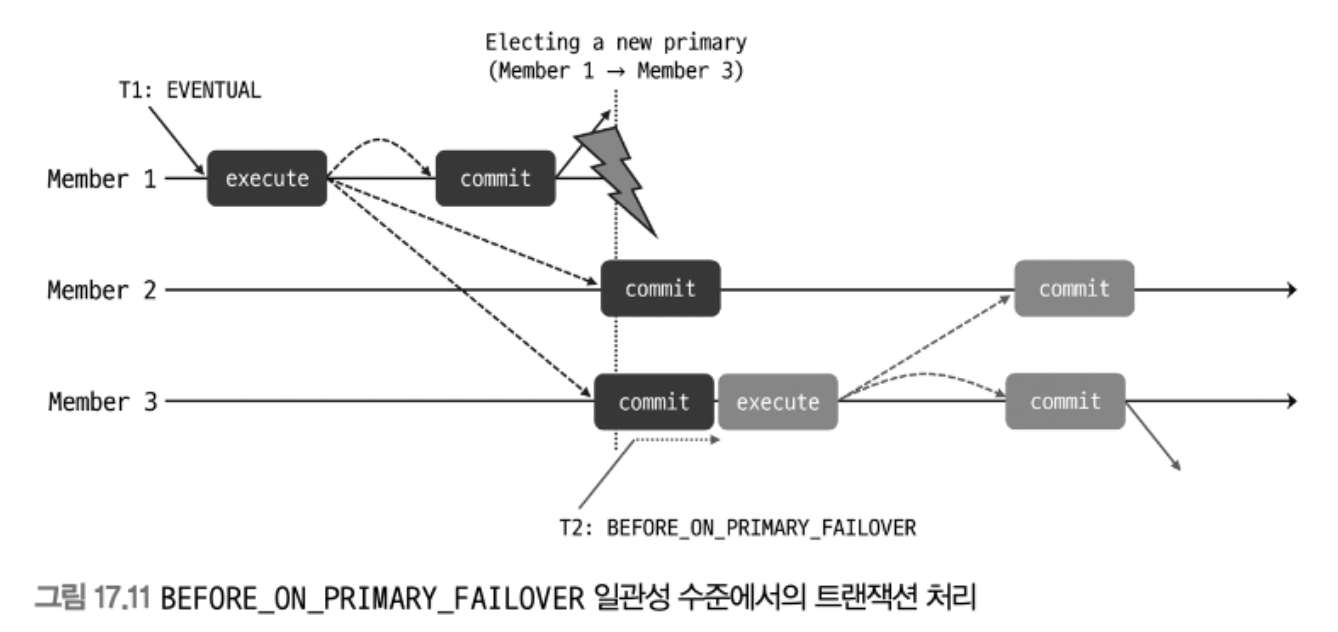 Electing a new primary
(Member 1 → Member 3)
T1: EVENTUAL
Member 1
execute
commit
Member 2
commit
commit
Member 3
commit
execute
commit
T2: BEFORE_ON_PRIMARY_FAILOVER
그림 17.11 BEFORE_ON_PRIMARY_FAILOVER 일관성 수준에서의 트랜잭션 처리